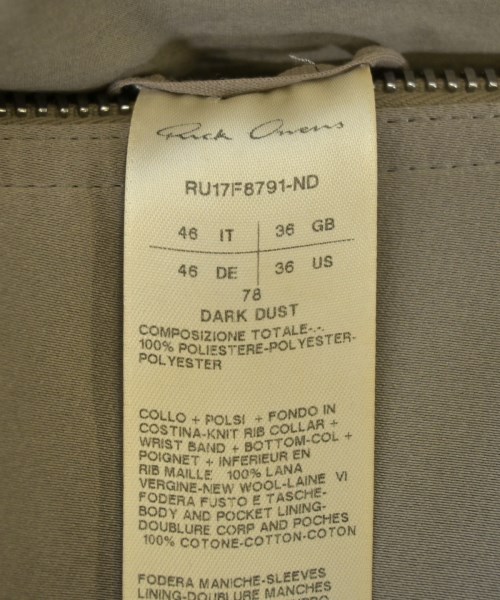 Rick Owens
RU17F8791-ND
46 IT 36 GB
46 DE 36 US
78
DARK DUST
COMPOSIZIONE TOTALE-.-.
100% POLIESTERE-POLYESTER-
POLYESTER
COLLO + POLSI + FONDO IN
COSTINA-KNIT RIB COLLAR +
WRIST BAND + BOTTOM-COL +
POIGNET + INFERIEUR EN
RIB MAILLE 100% LANA
VERGINE-NEW WOOL-LAINE VI
FODERA FUSTO E TASCHE-
BODY AND POCKET LINING-
DOUBLURE CORP AND POCHES
100% COTONE-COTTON-COTON
FODERA MANICHE-SLEEVES
LINING-DOUBLURE MANCHES